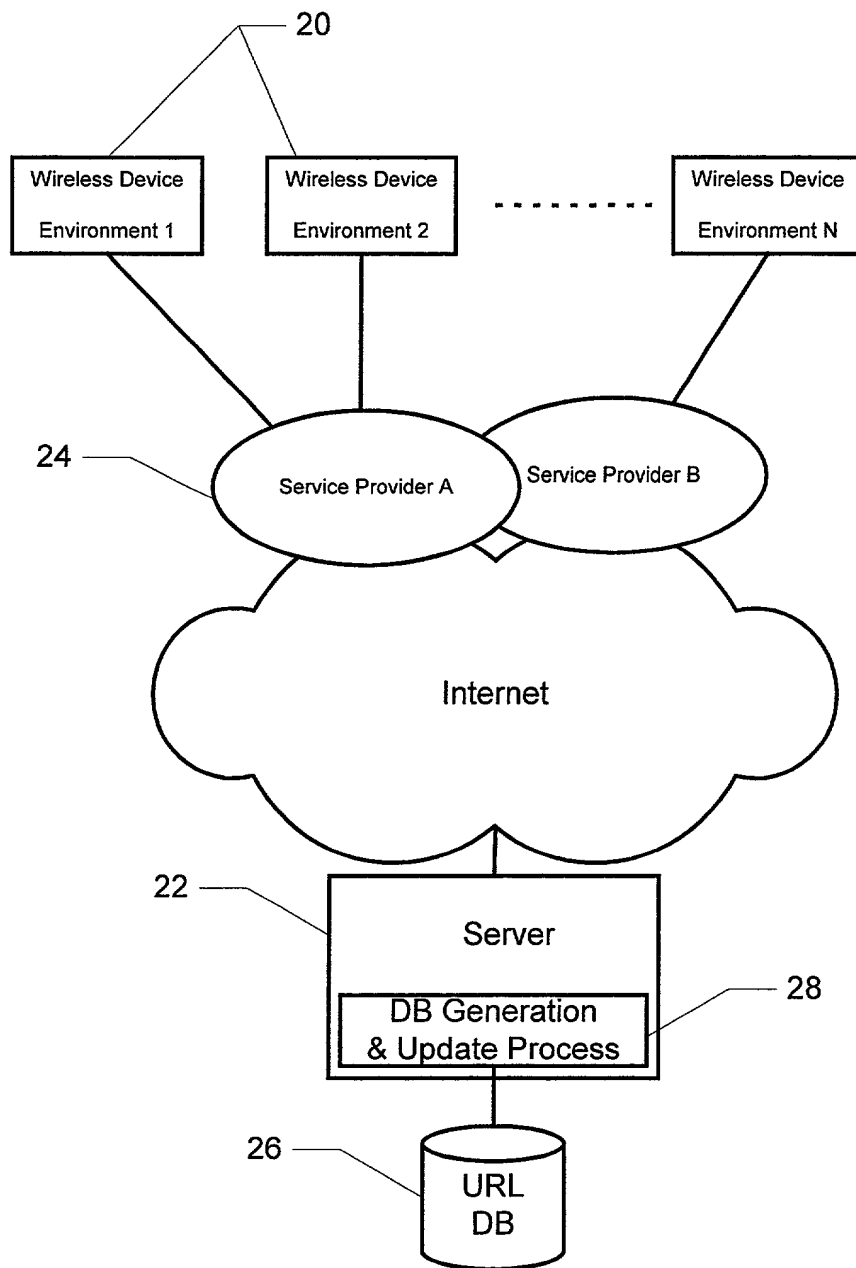 20
Wireless Device
Environment 1
Wireless Device
Environment 2
Wireless Device
Environment N
24
Service Provider A
Service Provider B
Internet
22
Server
DB Generation
& Update Process
28
26
URL
DB